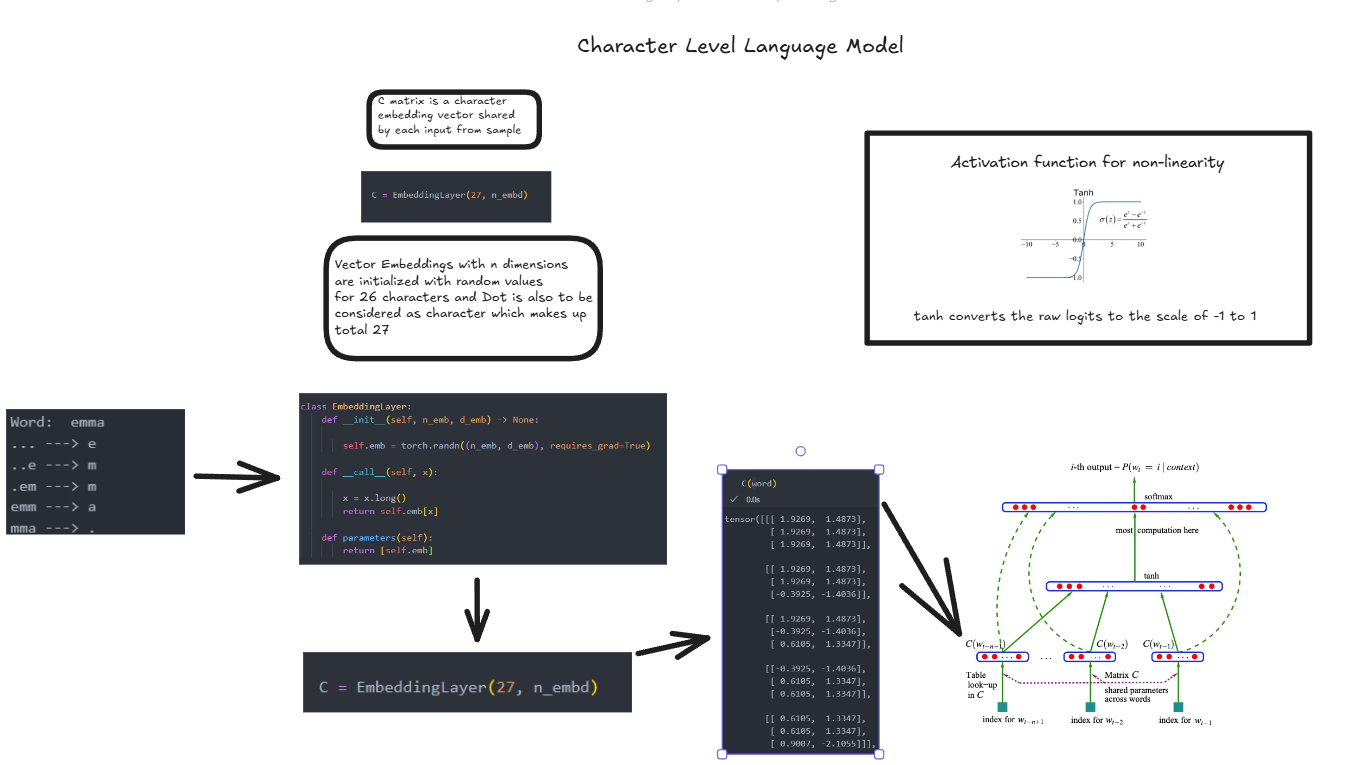 Character Level Language Model
C matrix is a character
embedding vector shared
by each input from sample
C = EmbeddingLayer(27, n_embd)
Vector Embeddings with n dimensions
are initialized with random values
for 26 characters and Dot is also to be
considered as character which makes up
total 27
Activation function for non-linearity
Tanh
1.0
0.5
0.0
-0.5
-1.0
-10 -5 0 5 10
σ(z) = (e^z − e^−z) / (e^z + e^−z)
tanh converts the raw logits to the scale of -1 to 1
Word: emma
... ---> e
..e ---> m
.em ---> m
emm ---> a
mma ---> .
class EmbeddingLayer:
def __init__(self, n_emb, d_emb) -> None:
self.emb = torch.randn((n_emb, d_emb), requires_grad=True)
def __call__(self, x):
x = x.long()
return self.emb[x]
def parameters(self):
return [self.emb]
C = EmbeddingLayer(27, n_embd)
C(word)
✓ 0.0s
tensor([[[ 1.9269, 1.4873],
[ 1.9269, 1.4873],
[ 1.9269, 1.4873]],
[[ 1.9269, 1.4873],
[ 1.9269, 1.4873],
[-0.3925, -1.4036]],
[[ 1.9269, 1.4873],
[-0.3925, -1.4036],
[ 0.6105, 1.3347]],
[[-0.3925, -1.4036],
[ 0.6105, 1.3347],
[ 0.6105, 1.3347]],
[[ 0.6105, 1.3347],
[ 0.6105, 1.3347],
[ 0.9007, -2.1055]]],
i-th output = P(w_t = i | context)
softmax
... ...
most computation here
tanh
... ...
C(w_t−n+1) C(w_t−2) C(w_t−1)
... ... ... ...
Table
look−up
in C
Matrix C
shared parameters
across words
index for w_t−n+1 index for w_t−2 index for w_t−1